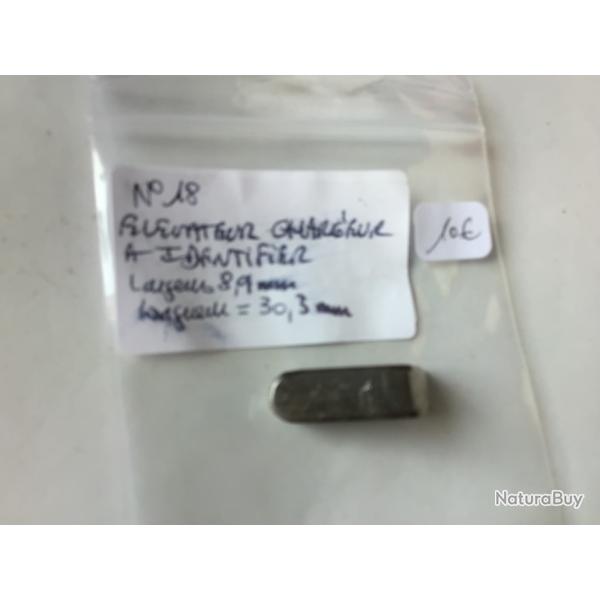 N° 18
ELEVATEUR CHARGEUR
A IDENTIFIER
Largeur 8,9 mm
Longueur = 30,3 mm
10€
NaturaBuy